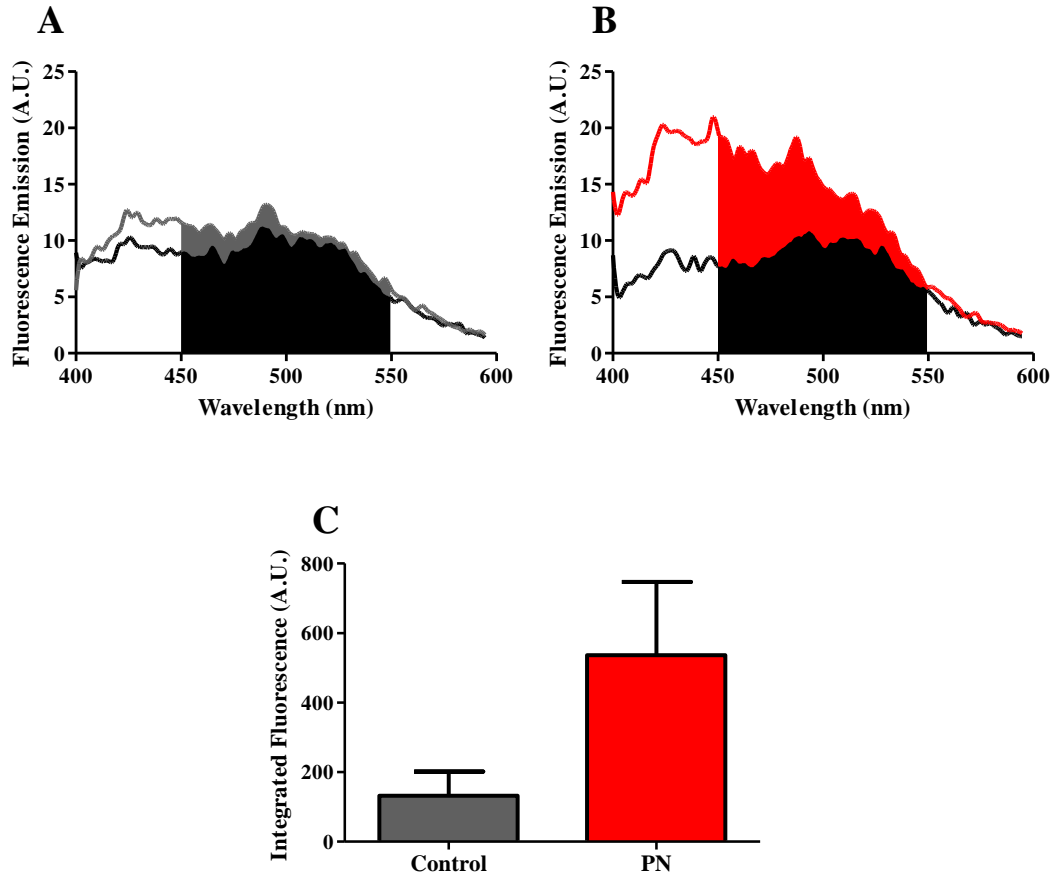 A
Fluorescence Emission (A.U.)
25
20
15
10
5
0
400
450
500
550
600
Wavelength (nm)
B
Fluorescence Emission (A.U.)
25
20
15
10
5
0
400
450
500
550
600
Wavelength (nm)
C
Integrated Fluorescence (A.U.)
800
600
400
200
0
Control
PN